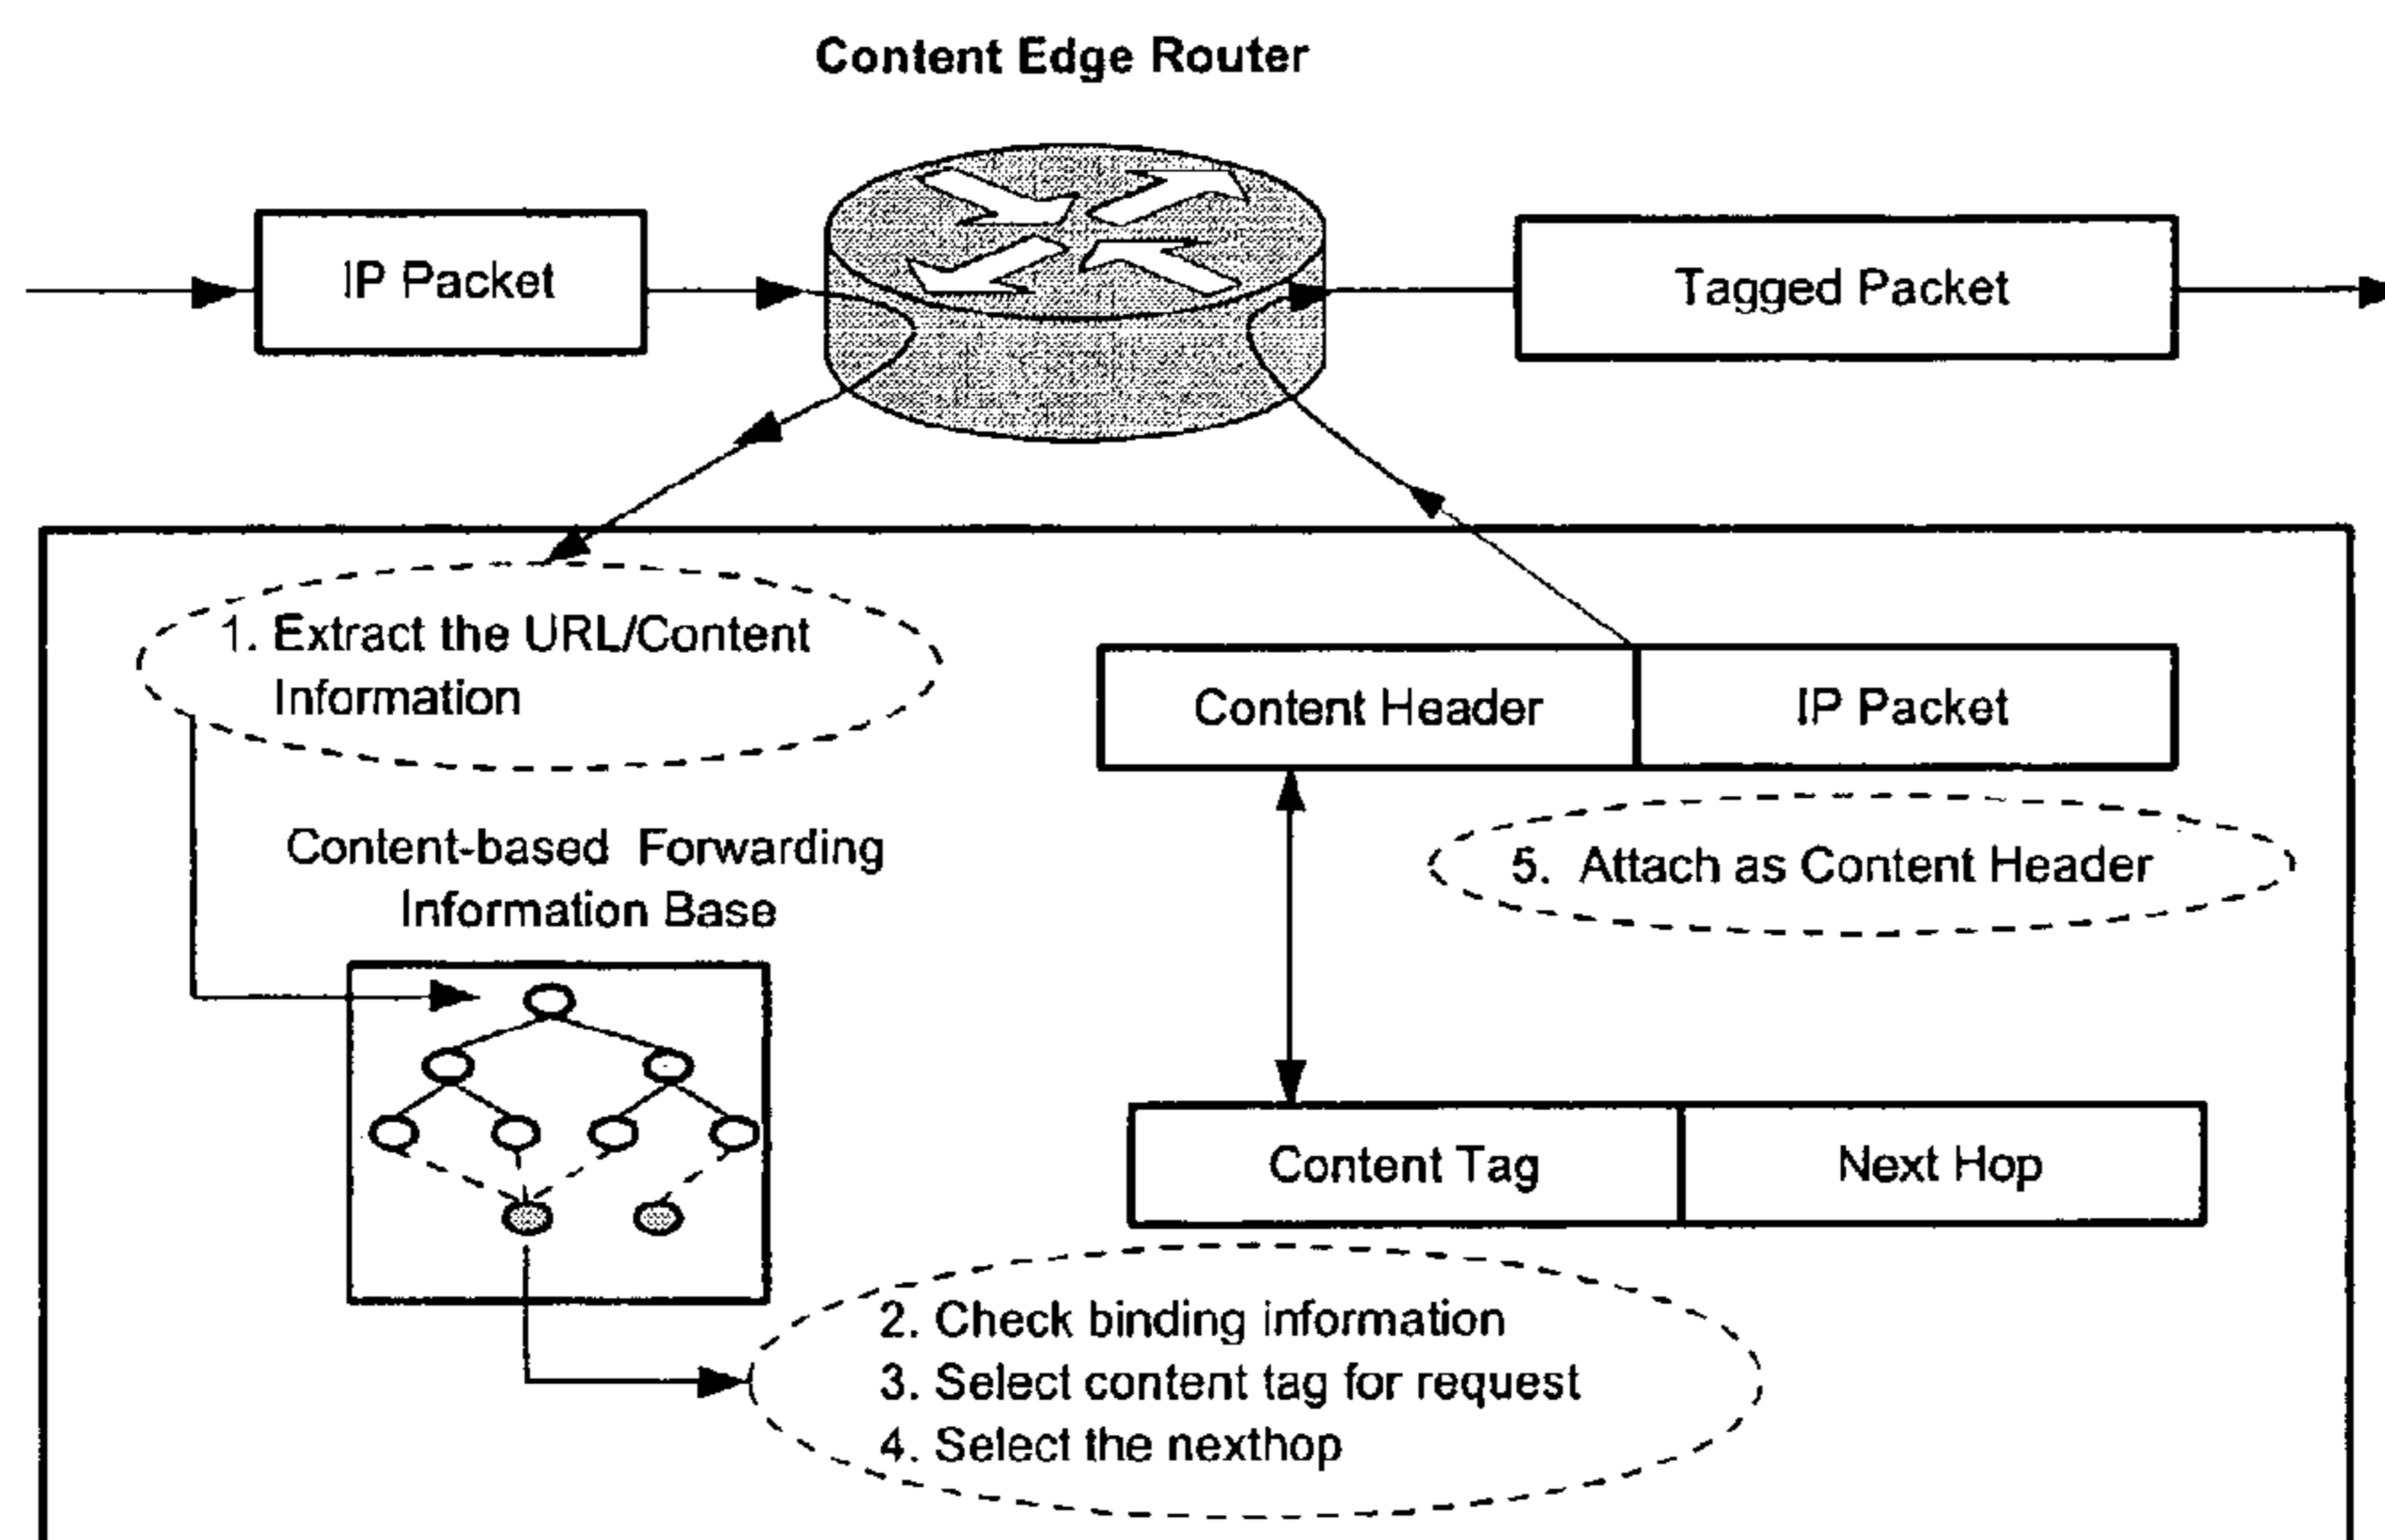 Content Edge Router
IP Packet
Tagged Packet
1. Extract the URL/Content
Information
Content Header
IP Packet
Content-based Forwarding
Information Base
5. Attach as Content Header
Content Tag
Next Hop
2. Check binding information
3. Select content tag for request
4. Select the nexthop